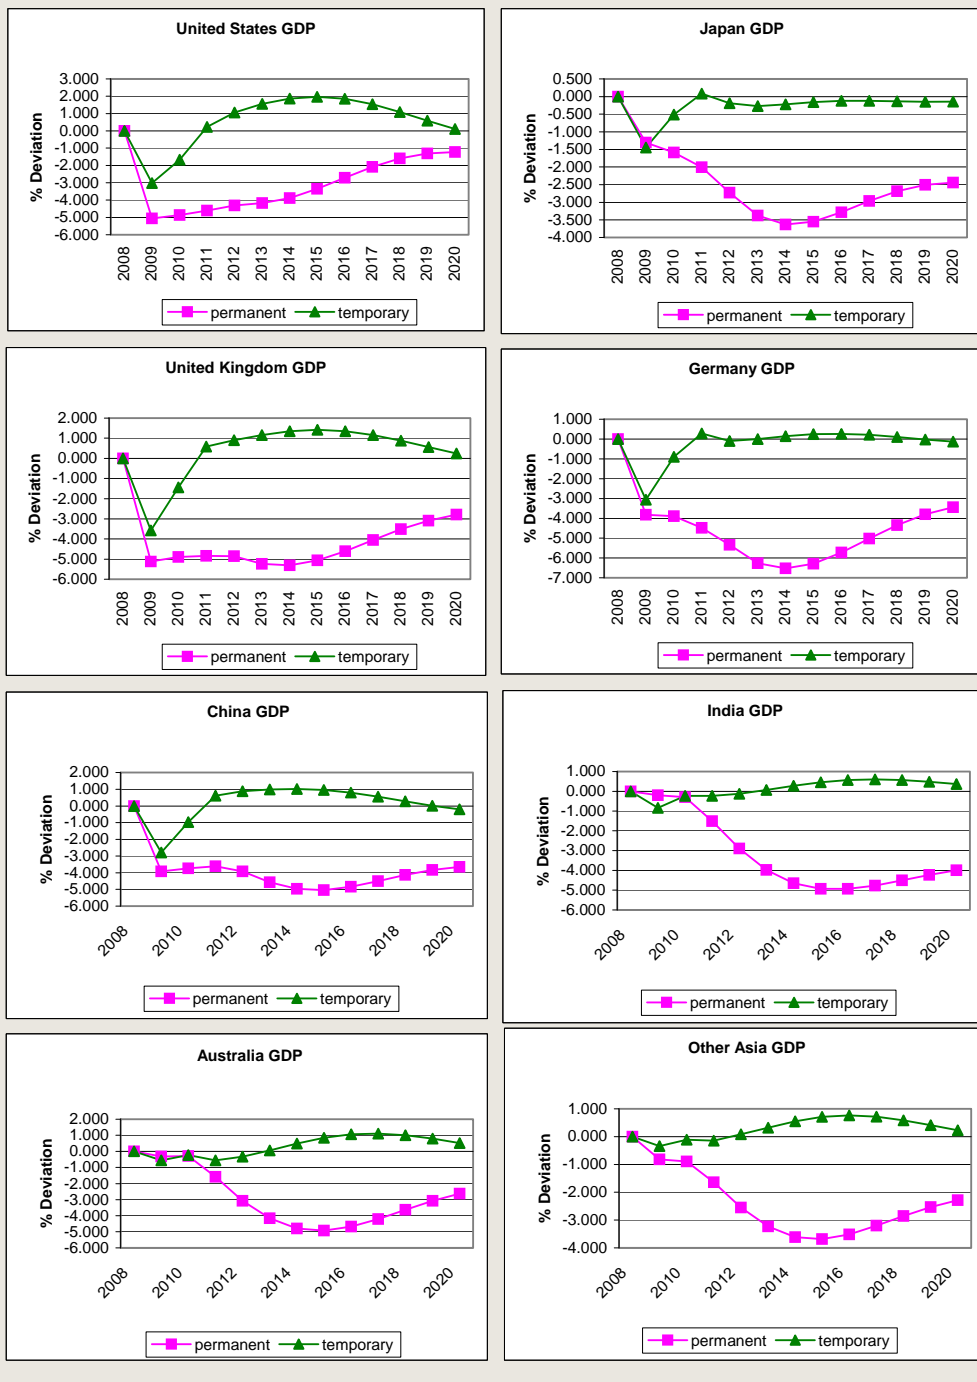 United States GDP
% Deviation
3.000
2.000
1.000
0.000
-1.000
-2.000
-3.000
-4.000
-5.000
-6.000
2008 2009 2010 2011 2012 2013 2014 2015 2016 2017 2018 2019 2020
permanent temporary
Japan GDP
% Deviation
0.500
0.000
-0.500
-1.000
-1.500
-2.000
-2.500
-3.000
-3.500
-4.000
2008 2009 2010 2011 2012 2013 2014 2015 2016 2017 2018 2019 2020
permanent temporary
United Kingdom GDP
% Deviation
2.000
1.000
0.000
-1.000
-2.000
-3.000
-4.000
-5.000
-6.000
2008 2009 2010 2011 2012 2013 2014 2015 2016 2017 2018 2019 2020
permanent temporary
Germany GDP
% Deviation
1.000
0.000
-1.000
-2.000
-3.000
-4.000
-5.000
-6.000
-7.000
2008 2009 2010 2011 2012 2013 2014 2015 2016 2017 2018 2019 2020
permanent temporary
China GDP
% Deviation
2.000
1.000
0.000
-1.000
-2.000
-3.000
-4.000
-5.000
-6.000
2008 2010 2012 2014 2016 2018 2020
permanent temporary
India GDP
% Deviation
1.000
0.000
-1.000
-2.000
-3.000
-4.000
-5.000
-6.000
2008 2010 2012 2014 2016 2018 2020
permanent temporary
Australia GDP
% Deviation
2.000
1.000
0.000
-1.000
-2.000
-3.000
-4.000
-5.000
-6.000
2008 2010 2012 2014 2016 2018 2020
permanent temporary
Other Asia GDP
% Deviation
1.000
0.000
-1.000
-2.000
-3.000
-4.000
2008 2010 2012 2014 2016 2018 2020
permanent temporary